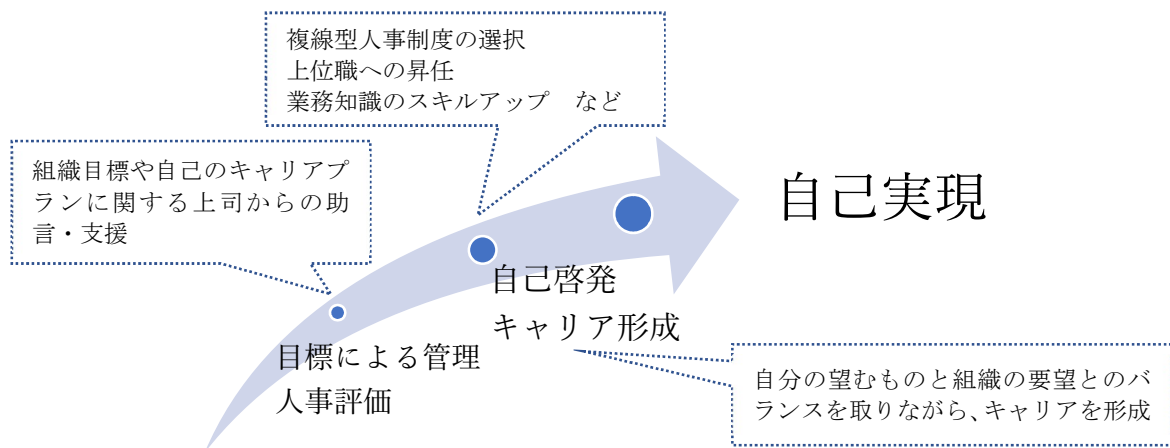 複線型人事制度の選択
上位職への昇任
業務知識のスキルアップ　など
組織目標や自己のキャリアプ
ランに関する上司からの助
言・支援
自己実現
自己啓発
キャリア形成
目標による管理
人事評価
自分の望むものと組織の要望とのバ
ランスを取りながら、キャリアを形成